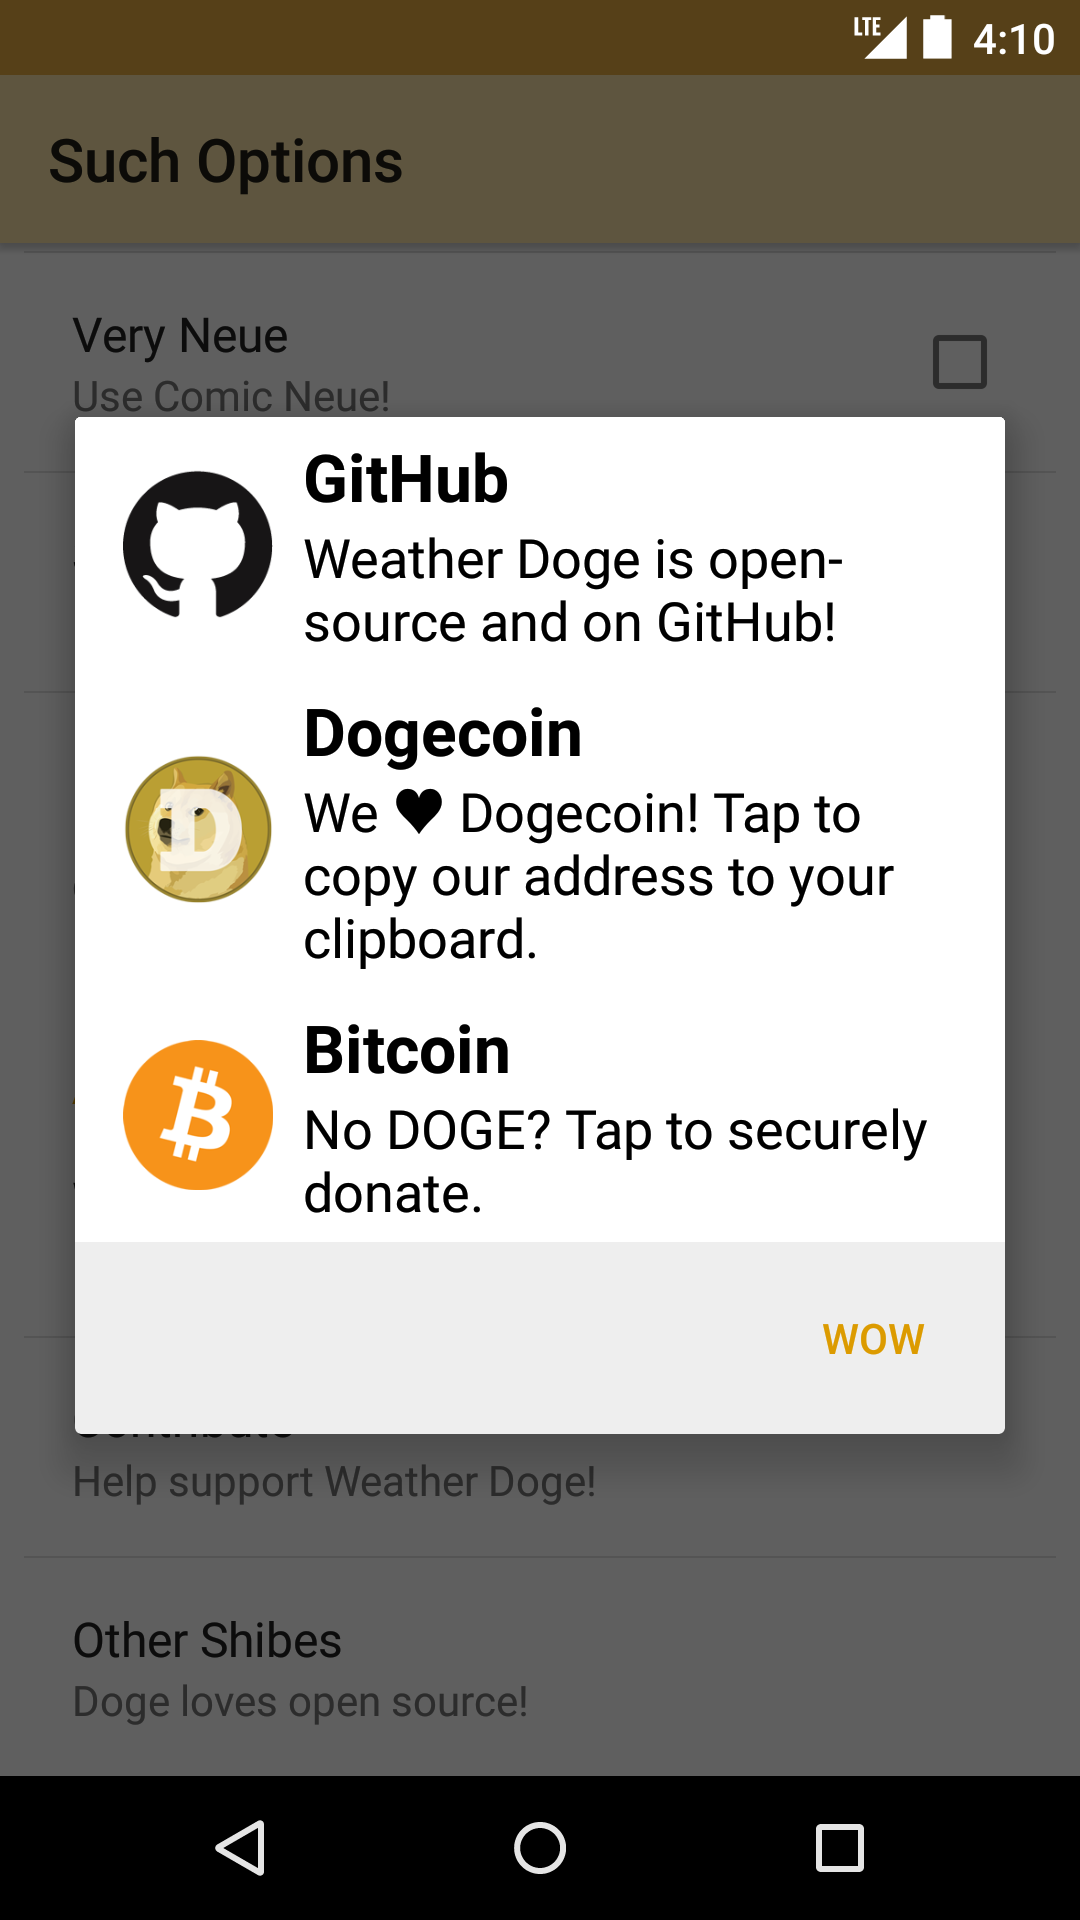 LTE 4:10
Such Options
Very Neue
Use Comic Neue!
GitHub
Weather Doge is open-
source and on GitHub!
D
Dogecoin
We ♥ Dogecoin! Tap to
copy our address to your
clipboard.
Bitcoin
No DOGE? Tap to securely
donate.
WOW
Contribute
Help support Weather Doge!
Other Shibes
Doge loves open source!